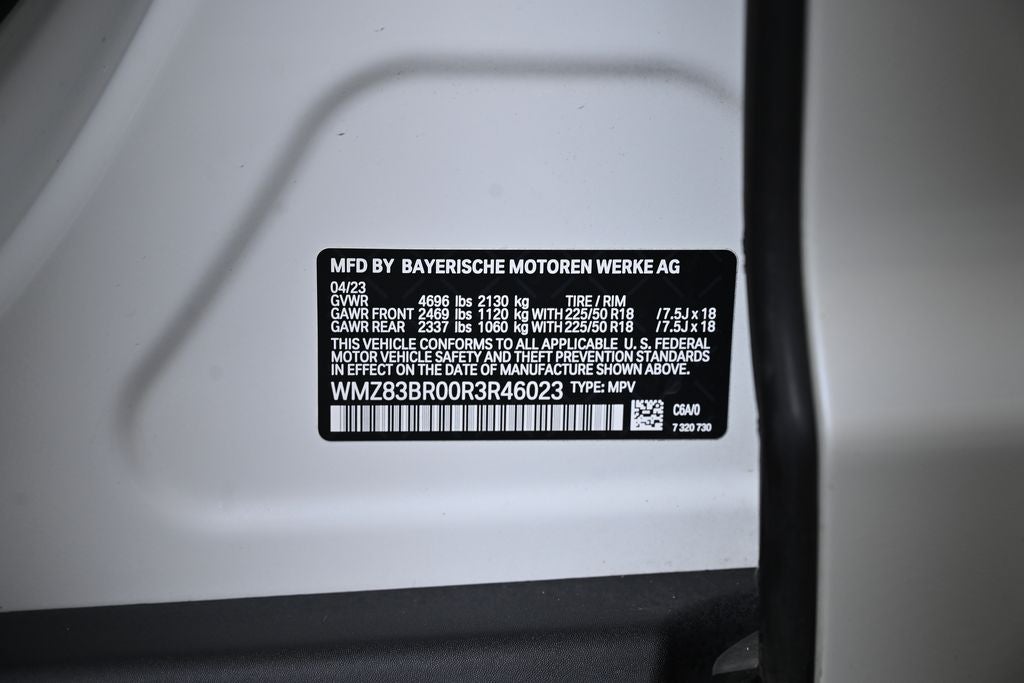 MFD BY BAYERISCHE MOTOREN WERKE AG
04/23
GVWR 4696 lbs 2130 kg TIRE / RIM
GAWR FRONT 2469 lbs 1120 kg WITH 225/50 R18 / 7.5J x 18
GAWR REAR 2337 lbs 1060 kg WITH 225/50 R18 / 7.5J x 18
THIS VEHICLE CONFORMS TO ALL APPLICABLE U. S. FEDERAL
MOTOR VEHICLE SAFETY AND THEFT PREVENTION STANDARDS
IN EFFECT ON THE DATE OF MANUFACTURE SHOWN ABOVE.
WMZ83BR00R3R46023 TYPE: MPV
C6A/0
7 320 730